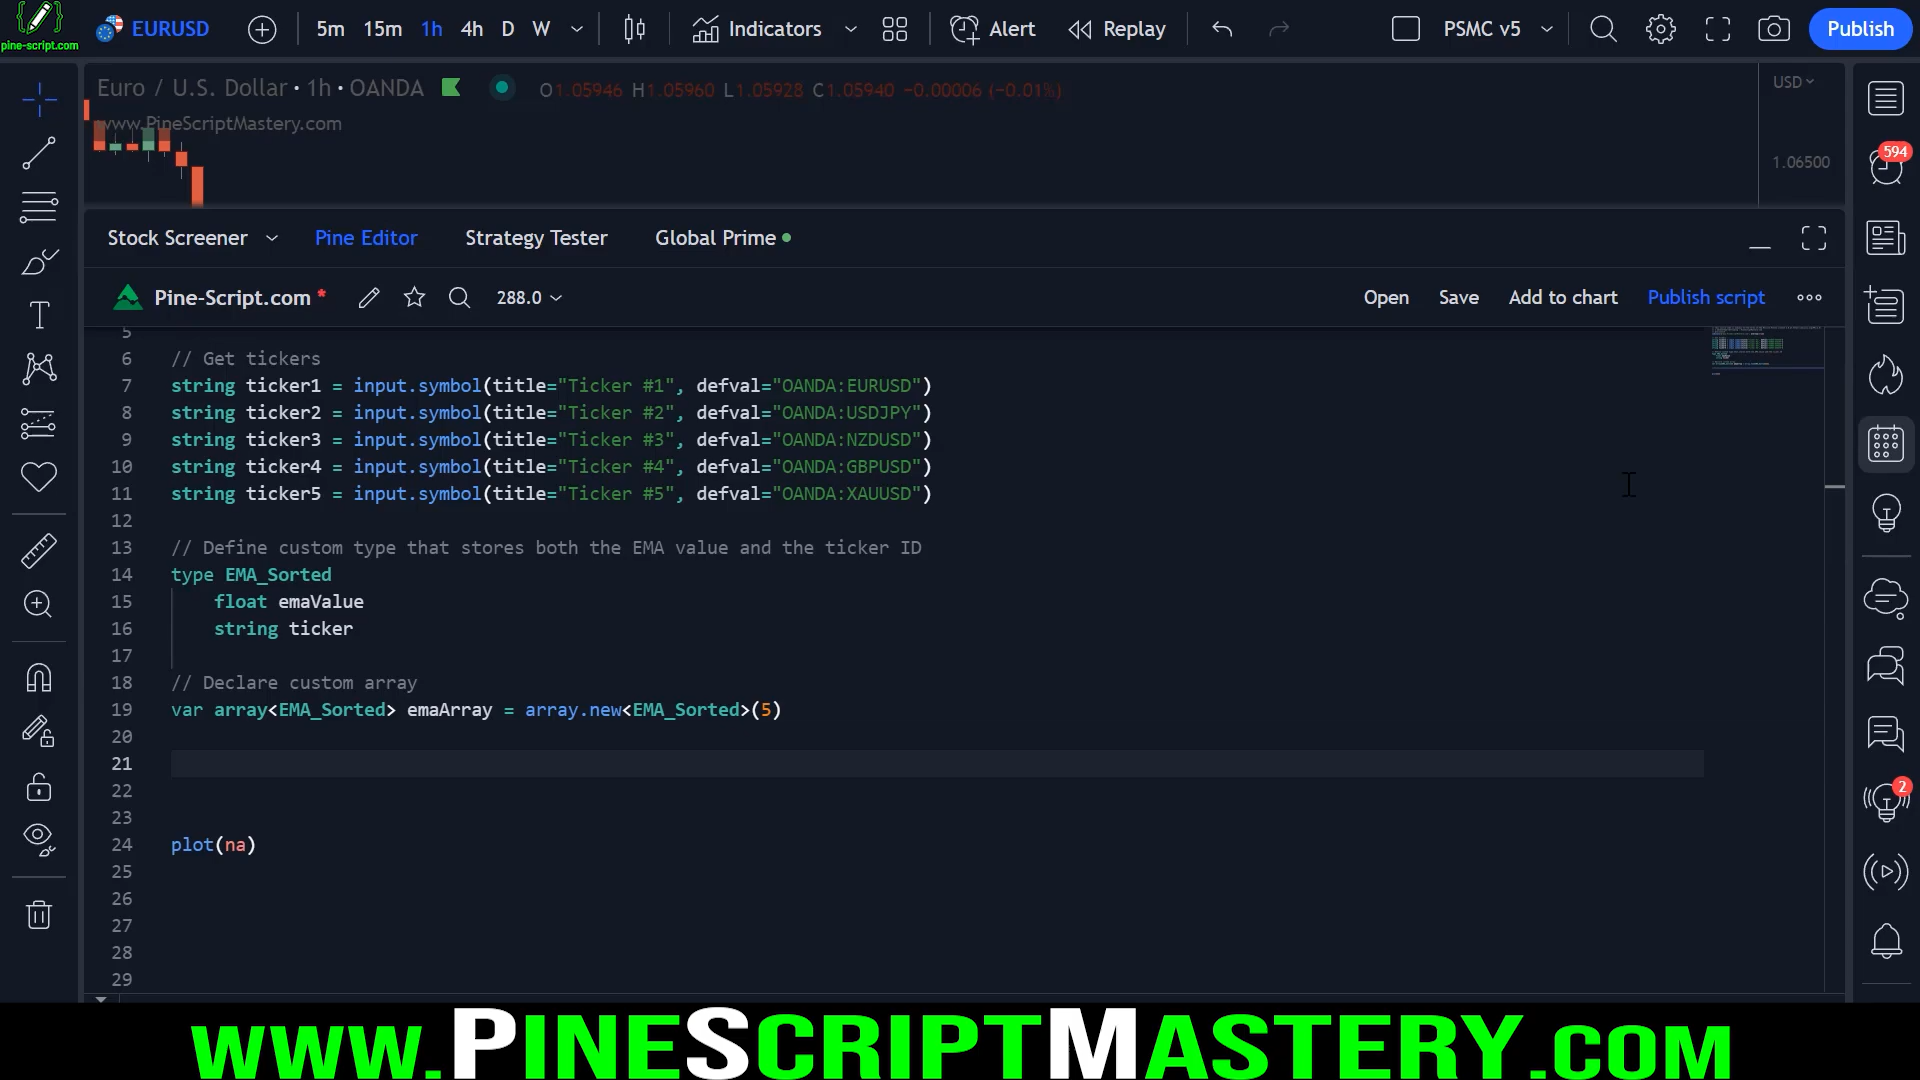 pine-script.com
EURUSD
5m 15m 1h 4h D W
Indicators
Alert
Replay
PSMC v5
Publish
Euro / U.S. Dollar · 1h · OANDA
O1.05946 H1.05960 L1.05928 C1.05940 −0.00006 (−0.01%)
USD
www.PineScriptMastery.com
594
1.06500
Stock Screener
Pine Editor
Strategy Tester
Global Prime
Pine-Script.com *
288.0
Open
Save
Add to chart
Publish script
5
6 // Get tickers
7 string ticker1 = input.symbol(title="Ticker #1", defval="OANDA:EURUSD")
8 string ticker2 = input.symbol(title="Ticker #2", defval="OANDA:USDJPY")
9 string ticker3 = input.symbol(title="Ticker #3", defval="OANDA:NZDUSD")
10 string ticker4 = input.symbol(title="Ticker #4", defval="OANDA:GBPUSD")
11 string ticker5 = input.symbol(title="Ticker #5", defval="OANDA:XAUUSD")
12
13 // Define custom type that stores both the EMA value and the ticker ID
14 type EMA_Sorted
15 float emaValue
16 string ticker
17
18 // Declare custom array
19 var array<EMA_Sorted> emaArray = array.new<EMA_Sorted>(5)
20
21
22
2
23
24 plot(na)
25
26
27
28
29
www.PineScriptMastery.com